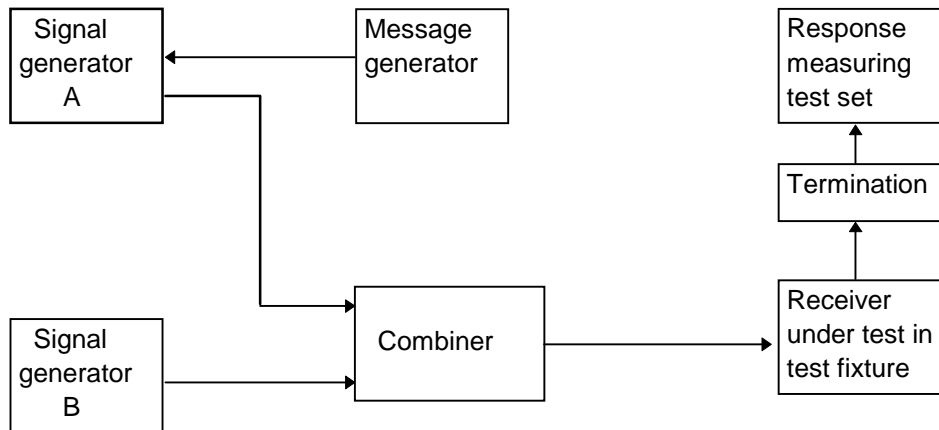 Signal
generator
A
Message
generator
Response
measuring
test set
Termination
Signal
generator
B
Combiner
Receiver
under test in
test fixture